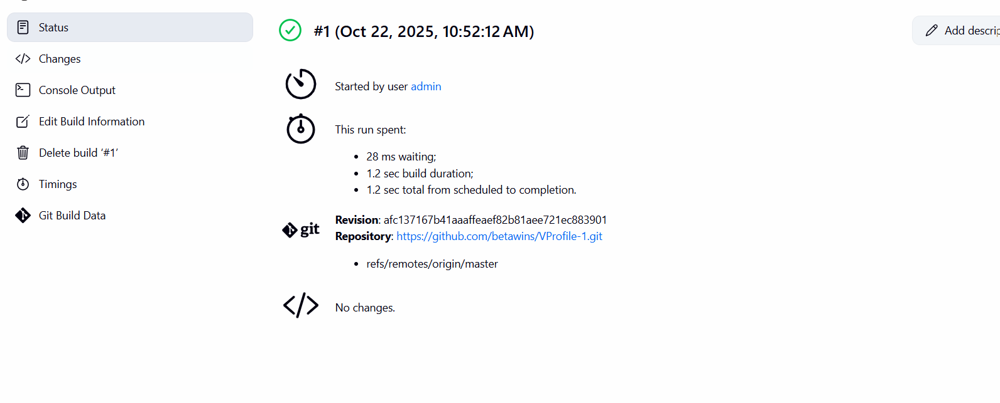 Status
Changes
Console Output
Edit Build Information
Delete build ‘#1’
Timings
Git Build Data
#1 (Oct 22, 2025, 10:52:12 AM)
Add descrip
Started by user admin
This run spent:
• 28 ms waiting;
• 1.2 sec build duration;
• 1.2 sec total from scheduled to completion.
git
Revision: afc137167b41aaaffeaef82b81aee721ec883901
Repository: https://github.com/betawins/VProfile-1.git
• refs/remotes/origin/master
No changes.